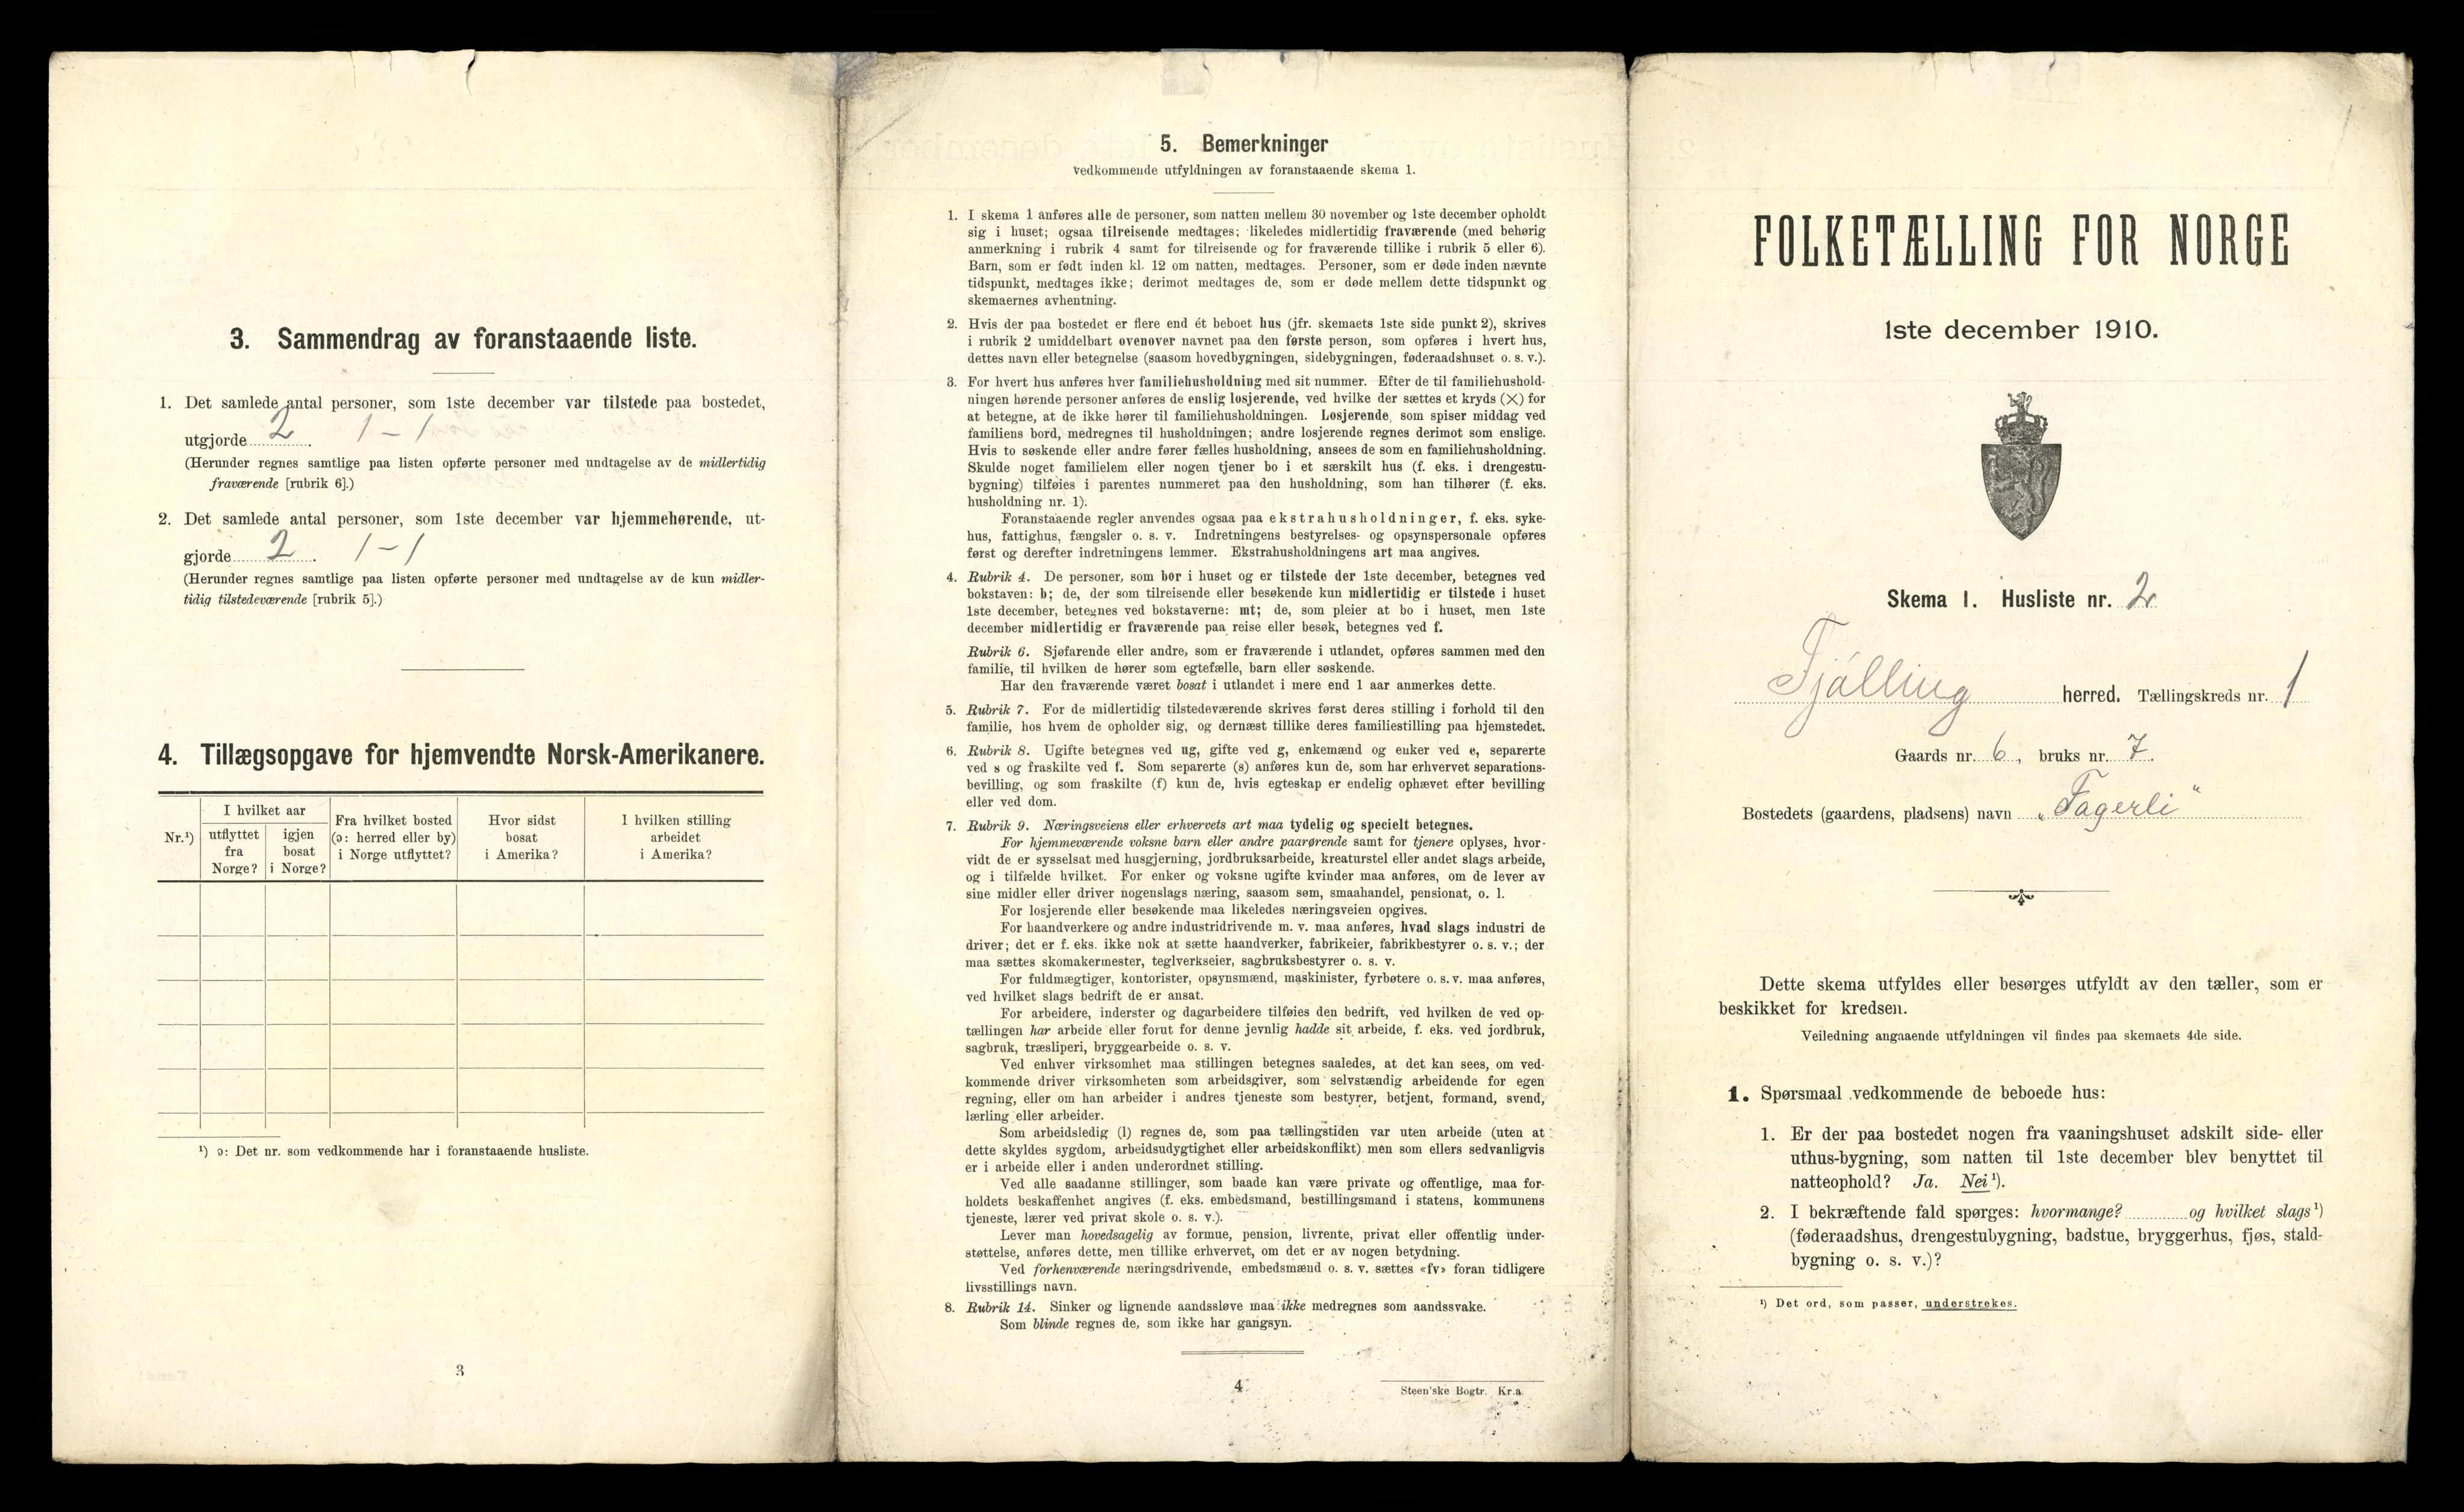 3. Sammendrag av foranstaaende liste.
1. Det samlede antal personer, som 1ste december var tilstede paa bostedet,
utgjorde 2. 1 – 1
(Herunder regnes samtlige paa listen opførte personer med undtagelse av de midlertidig
fraværende [rubrik 6].)
2. Det samlede antal personer, som 1ste december var hjemmehørende, ut-
gjorde 2. 1 – 1
(Herunder regnes samtlige paa listen opførte personer med undtagelse av de kun midler-
tidig tilstedeværende [rubrik 5].)
4. Tillægsopgave for hjemvendte Norsk-Amerikanere.
Nr.¹)
I hvilket aar
utflyttet
fra
Norge?
igjen
bosat
i Norge?
Fra hvilket bosted
(ɔ: herred eller by)
i Norge utflyttet?
Hvor sidst
bosat
i Amerika?
I hvilken stilling
arbeidet
i Amerika?
¹) ɔ: Det nr. som vedkommende har i foranstaaende husliste.
3
5. Bemerkninger
Vedkommende utfyldningen av foranstaaende skema 1.
1. I skema 1 anføres alle de personer, som natten mellem 30 november og 1ste december opholdt
sig i huset; ogsaa tilreisende medtages; likeledes midlertidig fraværende (med behørig
anmerkning i rubrik 4 samt for tilreisende og for fraværende tillike i rubrik 5 eller 6).
Barn, som er født inden kl. 12 om natten, medtages. Personer, som er døde inden nævnte
tidspunkt, medtages ikke; derimot medtages de, som er døde mellem dette tidspunkt og
skemaernes avhentning.
2. Hvis der paa bostedet er flere end ét beboet hus (jfr. skemaets 1ste side punkt 2), skrives
i rubrik 2 umiddelbart ovenover navnet paa den første person, som opføres i hvert hus,
dettes navn eller betegnelse (saasom hovedbygningen, sidebygningen, føderaadshuset o. s. v.).
3. For hvert hus anføres hver familiehusholdning med sit nummer. Efter de til familiehushold-
ningen hørende personer anføres de enslig losjerende, ved hvilke der sættes et kryds (×) for
at betegne, at de ikke hører til familiehusholdningen. Losjerende, som spiser middag ved
familiens bord, medregnes til husholdningen; andre losjerende regnes derimot som enslige.
Hvis to søskende eller andre fører fælles husholdning, ansees de som en familiehusholdning.
Skulde noget familielem eller nogen tjener bo i et særskilt hus (f. eks. i drengestu-
bygning) tilføies i parentes nummeret paa den husholdning, som han tilhører (f. eks.
husholdning nr. 1).
Foranstaaende regler anvendes ogsaa paa ekstrahusholdninger, f. eks. syke-
hus, fattighus, fængsler o. s. v. Indretningens bestyrelses- og opsynspersonale opføres
først og derefter indretningens lemmer. Ekstrahusholdningens art maa angives.
4. Rubrik 4. De personer, som bor i huset og er tilstede der 1ste december, betegnes ved
bokstaven: b; de, der som tilreisende eller besøkende kun midlertidig er tilstede i huset
1ste december, betegnes ved bokstaverne: mt; de, som pleier at bo i huset, men 1ste
december midlertidig er fraværende paa reise eller besøk, betegnes ved f.
Rubrik 6. Sjøfarende eller andre, som er fraværende i utlandet, opføres sammen med den
familie, til hvilken de hører som egtefælle, barn eller søskende.
Har den fraværende været bosat i utlandet i mere end 1 aar anmerkes dette.
5. Rubrik 7. For de midlertidig tilstedeværende skrives først deres stilling i forhold til den
familie, hos hvem de opholder sig, og dernæst tillike deres familiestilling paa hjemstedet.
6. Rubrik 8. Ugifte betegnes ved ug, gifte ved g, enkemænd og enker ved e, separerte
ved s og fraskilte ved f. Som separerte (s) anføres kun de, som har erhvervet separations-
bevilling, og som fraskilte (f) kun de, hvis egteskap er endelig ophævet efter bevilling
eller ved dom.
7. Rubrik 9. Næringsveiens eller erhvervets art maa tydelig og specielt betegnes.
For hjemmeværende voksne barn eller andre paarørende samt for tjenere oplyses, hvor-
vidt de er sysselsat med husgjerning, jordbruksarbeide, kreaturstel eller andet slags arbeide,
og i tilfælde hvilket. For enker og voksne ugifte kvinder maa anføres, om de lever av
sine midler eller driver nogenslags næring, saasom søm, smaahandel, pensionat, o. l.
For losjerende eller besøkende maa likeledes næringsveien opgives.
For haandverkere og andre industridrivende m. v. maa anføres, hvad slags industri de
driver; det er f. eks. ikke nok at sætte haandverker, fabrikeier, fabrikbestyrer o. s. v.; der
maa sættes skomakermester, teglverkseier, sagbruksbestyrer o. s. v.
For fuldmægtiger, kontorister, opsynsmænd, maskinister, fyrbøtere o. s. v. maa anføres,
ved hvilket slags bedrift de er ansat.
For arbeidere, inderster og dagarbeidere tilføies den bedrift, ved hvilken de ved op-
tællingen har arbeide eller forut for denne jevnlig hadde sit arbeide, f. eks. ved jordbruk,
sagbruk, træsliperi, bryggearbeide o. s. v.
Ved enhver virksomhet maa stillingen betegnes saaledes, at det kan sees, om ved-
kommende driver virksomheten som arbeidsgiver, som selvstændig arbeidende for egen
regning, eller om han arbeider i andres tjeneste som bestyrer, betjent, formand, svend,
lærling eller arbeider.
Som arbeidsledig (l) regnes de, som paa tællingstiden var uten arbeide (uten at
dette skyldes sygdom, arbeidsudygtighet eller arbeidskonflikt) men som ellers sedvanligvis
er i arbeide eller i anden underordnet stilling.
Ved alle saadanne stillinger, som baade kan være private og offentlige, maa for-
holdets beskaffenhet angives (f. eks. embedsmand, bestillingsmand i statens, kommunens
tjeneste, lærer ved privat skole o. s. v.).
Lever man hovedsagelig av formue, pension, livrente, privat eller offentlig under-
støttelse, anføres dette, men tillike erhvervet, om det er av nogen betydning.
Ved forhenværende næringsdrivende, embedsmænd o. s. v. sættes «fv» foran tidligere
livsstillings navn.
8. Rubrik 14. Sinker og lignende aandssløve maa ikke medregnes som aandssvake.
Som blinde regnes de, som ikke har gangsyn.
4
Steen'ske Bogtr. Kr.a.
FOLKETÆLLING FOR NORGE
1ste december 1910.
Skema 1. Husliste nr. 2
Tjølling herred. Tællingskreds nr. 1
Gaards nr. 6, bruks nr. 7.
Bostedets (gaardens, pladsens) navn „Fagerli"
Dette skema utfyldes eller besørges utfyldt av den tæller, som er
beskikket for kredsen.
Veiledning angaaende utfyldningen vil findes paa skemaets 4de side.
1. Spørsmaal vedkommende de beboede hus:
1. Er der paa bostedet nogen fra vaaningshuset adskilt side- eller
uthus-bygning, som natten til 1ste december blev benyttet til
natteophold? Ja. Nei¹).
2. I bekræftende fald spørges: hvormange? og hvilket slags¹)
(føderaadshus, drengestubygning, badstue, bryggerhus, fjøs, stald-
bygning o. s. v.)?
¹) Det ord, som passer, understrekes.